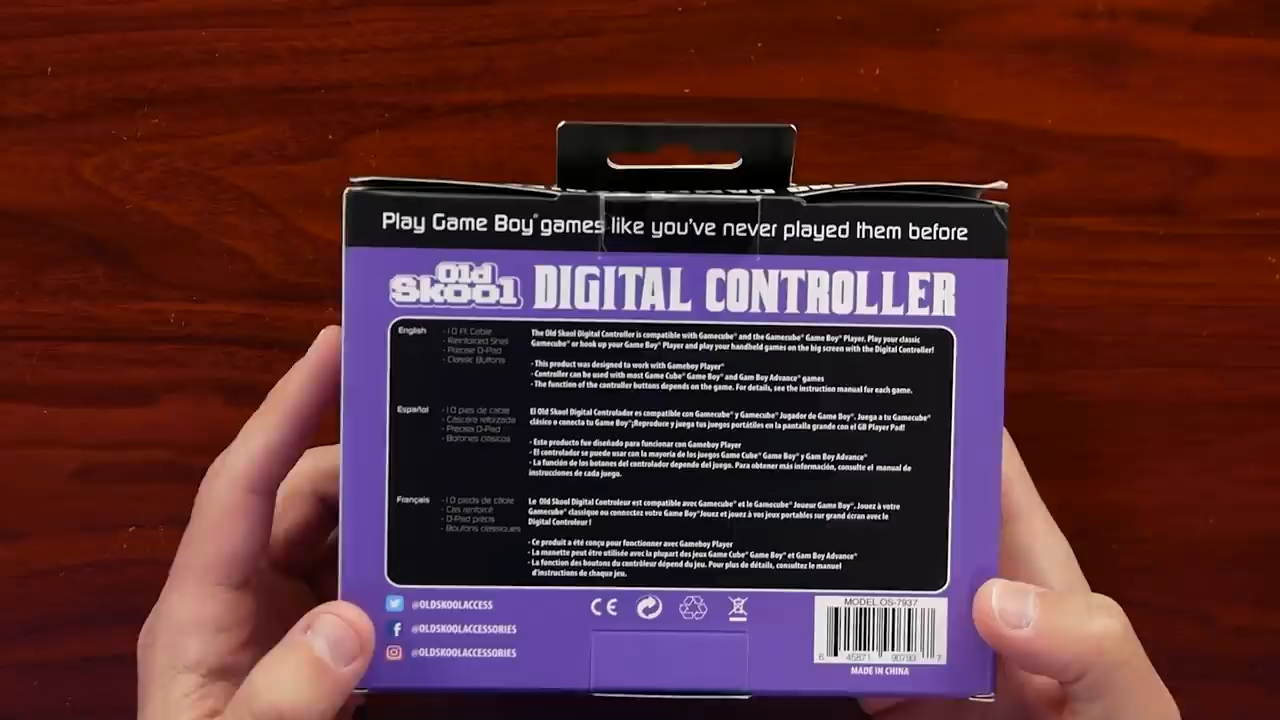 Play Game Boy® games like you've never played them before
Old Skool DIGITAL CONTROLLER
English
- 10 Ft. Cable
- Reinforced Shell
- Precise D-Pad
- Classic Buttons
The Old Skool Digital Controller is compatible with Gamecube® and the Gamecube® Game Boy® Player. Play your classic
Gamecube® or hook up your Game Boy® Player and play your handheld games on the big screen with the Digital Controller!
- This product was designed to work with Gameboy Player®
- Controller can be used with most Game Cube® Game Boy® and Gam Boy Advance® games
- The function of the controller buttons depends on the game. For details, see the instruction manual for each game.
Español
- 10 pies de cable
- Cáscara reforzada
- Precisa D-Pad
- Botones clásicos
El Old Skool Digital Controlador es compatible con Gamecube® y Gamecube® Jugador de Game Boy®. Juega a tu Gamecube®
clásico o conecta tu Game Boy®¡Reproduce y juega tus juegos portátiles en la pantalla grande con el GB Player Pad!
- Este producto fue diseñado para funcionar con Gameboy Player
- El controlador se puede usar con la mayoría de los juegos Game Cube® Game Boy® y Gam Boy Advance®
- La función de los botones del controlador depende del juego. Para obtener más información, consulte el manual de
instrucciones de cada juego.
Français
- 10 pieds de câble
- Cas renforcé
- D-Pad précis
- Boutons classiques
Le Old Skool Digital Controleur est compatible avec Gamecube® et le Gamecube® Joueur Game Boy®. Jouez à votre
Gamecube® classique ou connectez votre Game Boy®Jouez et jouez à vos jeux portables sur grand écran avec le
Digital Controleur !
- Ce produit a été conçu pour fonctionner avec Gameboy Player
- La manette peut être utilisée avec la plupart des jeux Game Cube® Game Boy® et Gam Boy Advance®
- La fonction des boutons du contrôleur dépend du jeu. Pour plus de détails, consultez le manuel
d'instructions de chaque jeu.
@OLDSKOOLACCESS
@OLDSKOOLACCESSORIES
@OLDSKOOLACCESSORIES
CE
MODEL:OS-7937
6 45871 90799 7
MADE IN CHINA